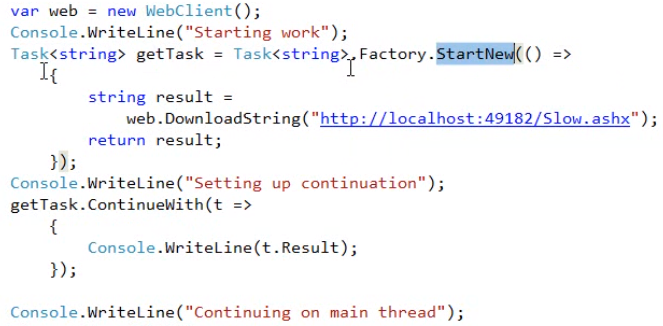 var web = new WebClient();
Console.WriteLine("Starting work");
Task<string> getTask = Task<string>.Factory.StartNew(() =>
{
string result =
web.DownloadString("http://localhost:49182/Slow.ashx");
return result;
});
Console.WriteLine("Setting up continuation");
getTask.ContinueWith(t =>
{
Console.WriteLine(t.Result);
});
Console.WriteLine("Continuing on main thread");